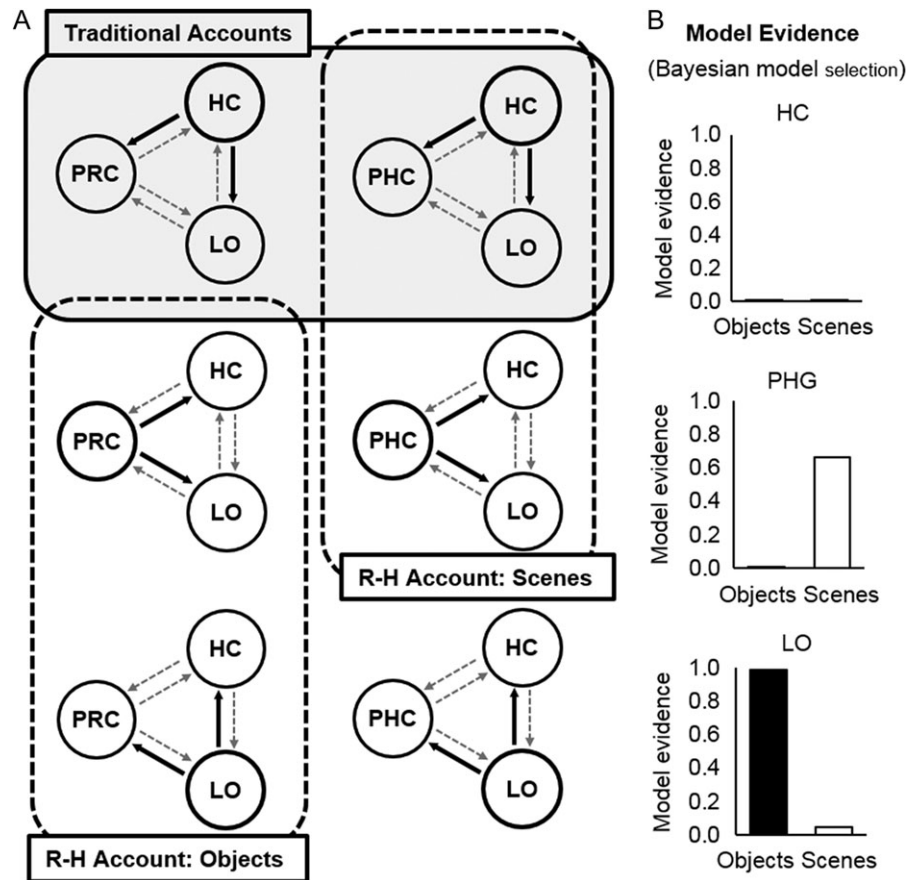 A
Traditional Accounts
HC
PRC
LO
HC
PHC
LO
HC
PRC
LO
HC
PHC
LO
R-H Account: Scenes
HC
PRC
LO
HC
PHC
LO
R-H Account: Objects
B
Model Evidence
(Bayesian model selection)
HC
Model evidence
1.0
0.8
0.6
0.4
0.2
0.0
Objects Scenes
PHG
Model evidence
1.0
0.8
0.6
0.4
0.2
0.0
Objects Scenes
LO
Model evidence
1.0
0.8
0.6
0.4
0.2
0.0
Objects Scenes